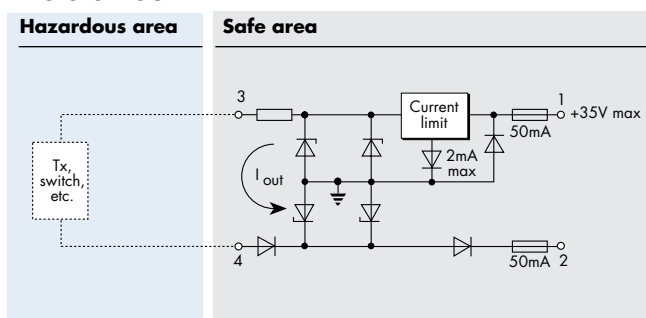 Hazardous area
Safe area
3
Current
limit
1
+35V max
50mA
2mA
max
Tx,
switch,
etc.
I out
4
50mA
2